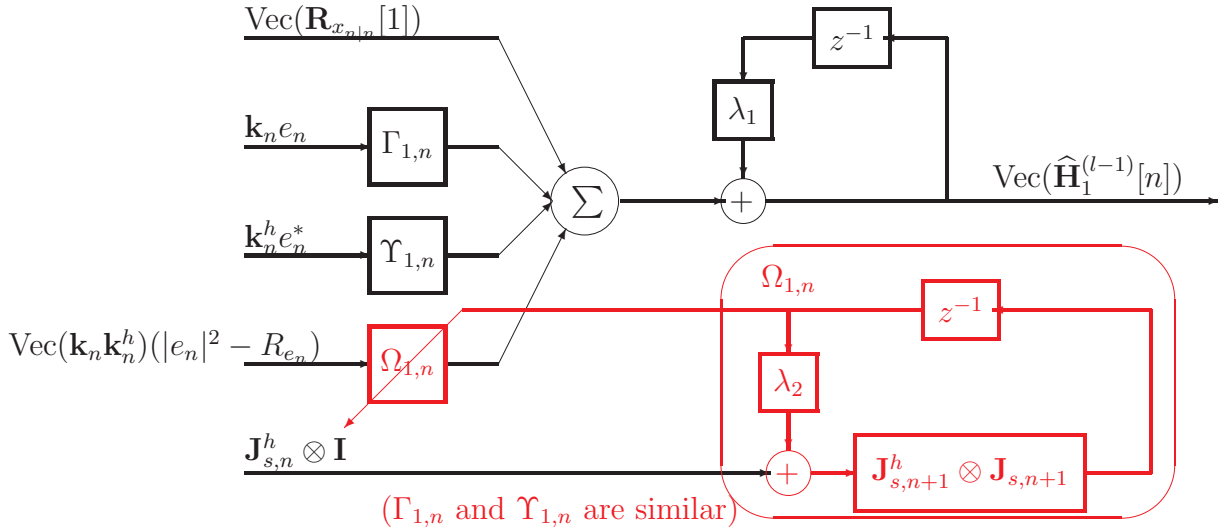 Vec(𝐑_{x_{n|n}}[1])
z^{-1}
λ_1
𝐤_n e_n
Γ_{1,n}
∑
+
Vec(𝐇̂_1^{(l-1)}[n])
𝐤_n^h e_n^*
Υ_{1,n}
Ω_{1,n}
z^{-1}
Vec(𝐤_n 𝐤_n^h)(|e_n|^2 − R_{e_n})
Ω_{1,n}
λ_2
𝐉_{s,n}^h ⊗ 𝐈
+
𝐉_{s,n+1}^h ⊗ 𝐉_{s,n+1}
(Γ_{1,n} and Υ_{1,n} are similar)